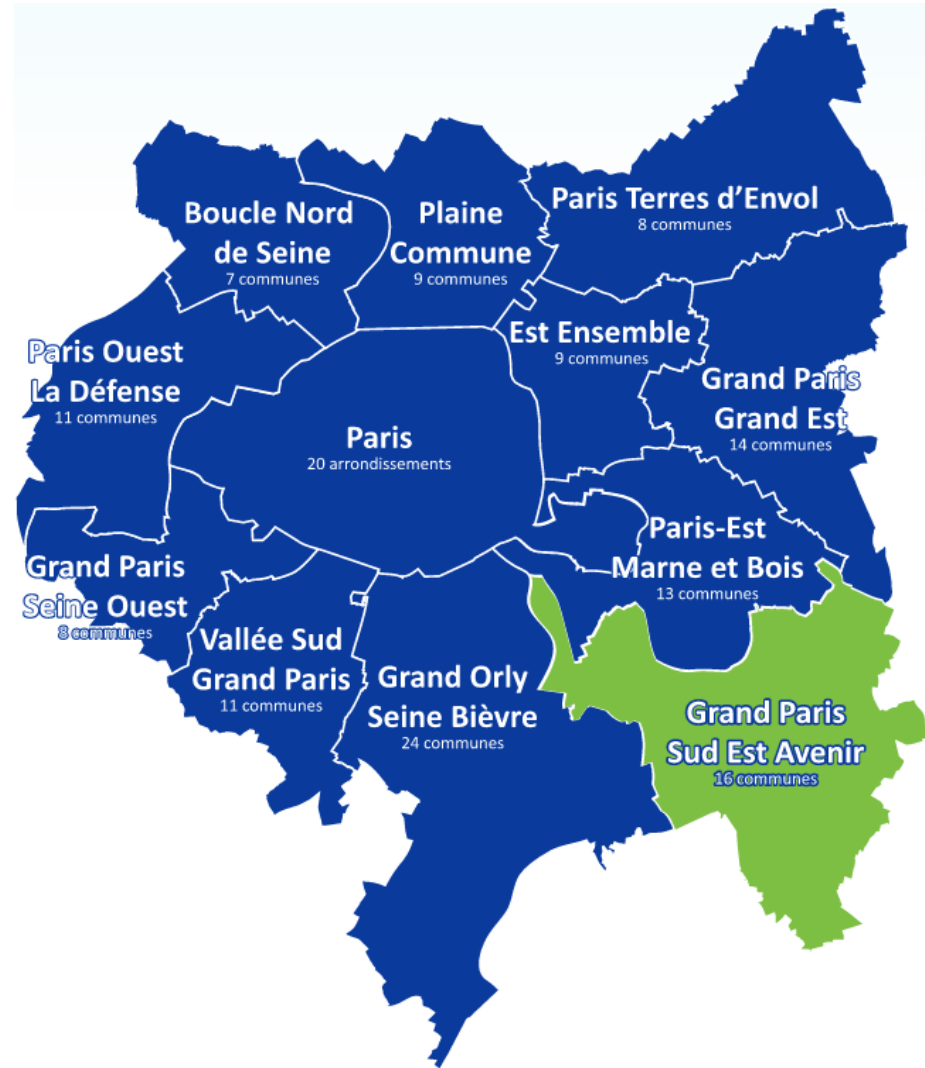 Boucle Nord
de Seine
7 communes
Plaine
Commune
9 communes
Paris Terres d’Envol
8 communes
Paris Ouest
La Défense
11 communes
Est Ensemble
9 communes
Grand Paris
Grand Est
14 communes
Paris
20 arrondissements
Grand Paris
Seine Ouest
8 communes
Paris-Est
Marne et Bois
13 communes
Vallée Sud
Grand Paris
11 communes
Grand Orly
Seine Bièvre
24 communes
Grand Paris
Sud Est Avenir
16 communes